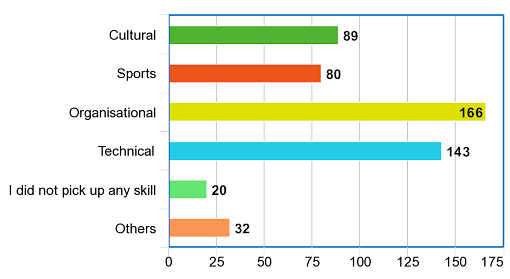 Cultural 89
Sports 80
Organisational 166
Technical 143
I did not pick up any skill 20
Others 32
0 25 50 75 100 125 150 175